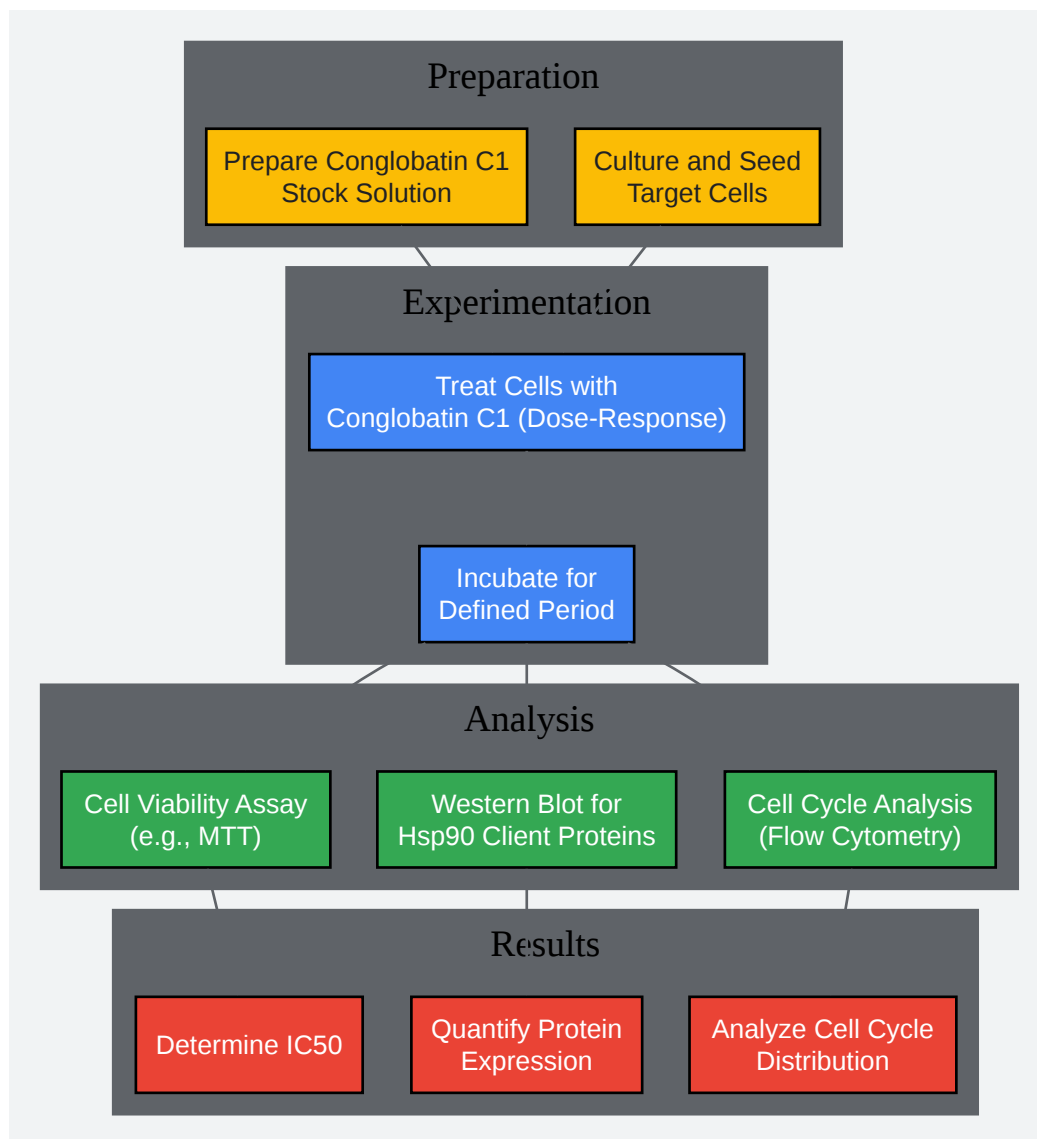 Preparation
Prepare Conglobatin C1
Stock Solution
Culture and Seed
Target Cells
Experimentation
Treat Cells with
Conglobatin C1 (Dose-Response)
Incubate for
Defined Period
Analysis
Cell Viability Assay
(e.g., MTT)
Western Blot for
Hsp90 Client Proteins
Cell Cycle Analysis
(Flow Cytometry)
Results
Determine IC50
Quantify Protein
Expression
Analyze Cell Cycle
Distribution